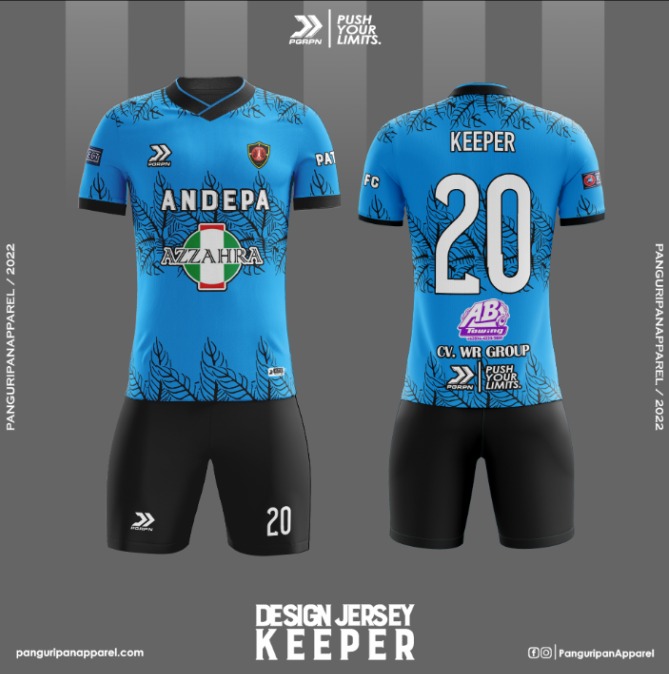 PGRPN
PUSH
YOUR
LIMITS.
PANGURIPANAPPAREL / 2022
PGRPN
PAT
ANDEPA
AZZAHRA
PGRPN
20
KEEPER
FC
20
AB
Towing
CV. WR GROUP
PGRPN
PUSH
YOUR
LIMITS.
PANGURIPANAPPAREL / 2022
DESIGN JERSEY
KEEPER
panguripanapparel.com
PanguripanApparel